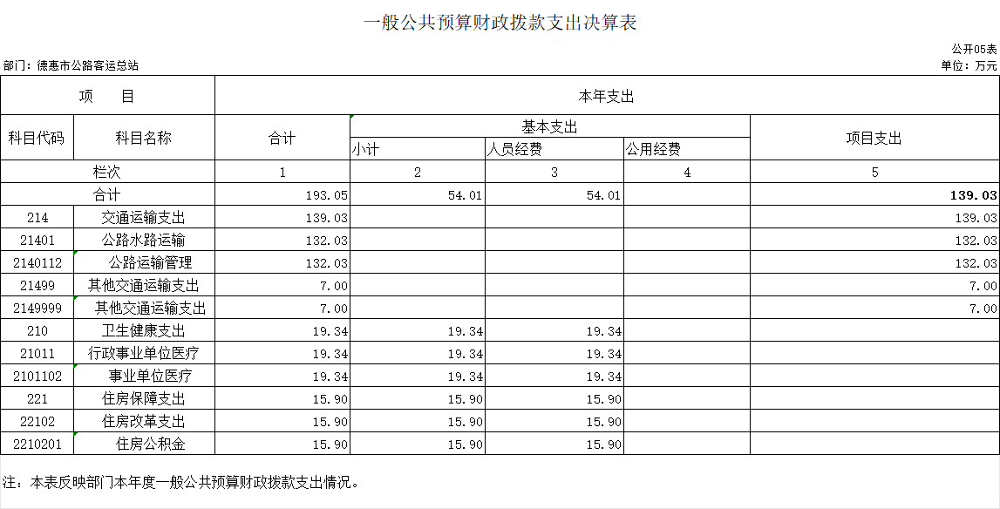 一般公共预算财政拨款支出决算表
公开05表
部门：德惠市公路客运总站 单位：万元
项 目 本年支出
科目代码 科目名称 合计 基本支出 项目支出
小计 人员经费 公用经费
栏次 1 2 3 4 5
合计 193.05 54.01 54.01 139.03
214 交通运输支出 139.03 139.03
21401 公路水路运输 132.03 132.03
2140112 公路运输管理 132.03 132.03
21499 其他交通运输支出 7.00 7.00
2149999 其他交通运输支出 7.00 7.00
210 卫生健康支出 19.34 19.34 19.34
21011 行政事业单位医疗 19.34 19.34 19.34
2101102 事业单位医疗 19.34 19.34 19.34
221 住房保障支出 15.90 15.90 15.90
22102 住房改革支出 15.90 15.90 15.90
2210201 住房公积金 15.90 15.90 15.90
注：本表反映部门本年度一般公共预算财政拨款支出情况。